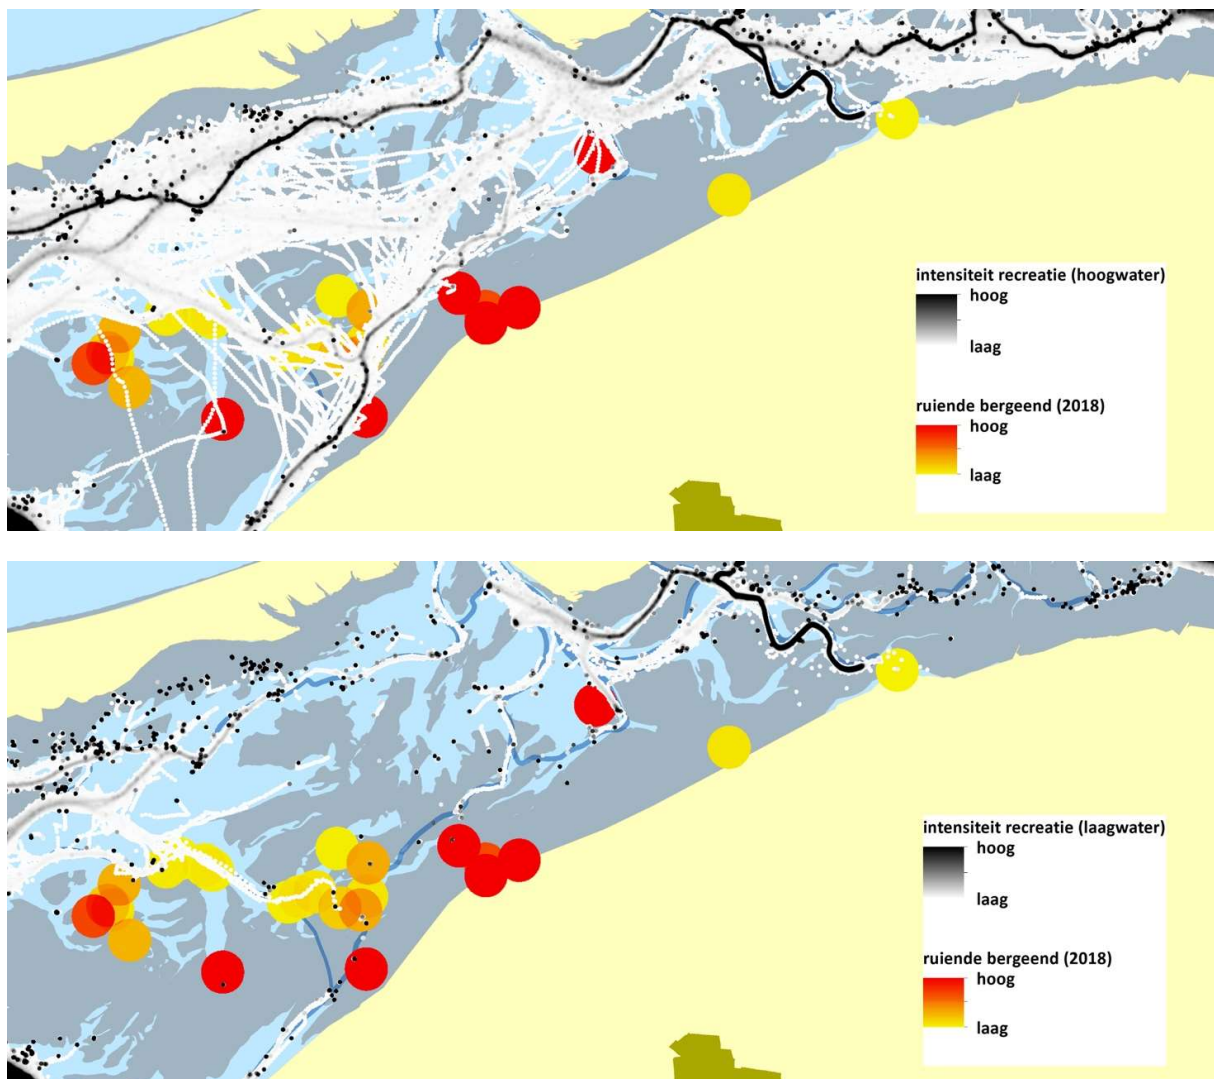 intensiteit recreatie (hoogwater)
hoog
laag
ruiende bergeend (2018)
hoog
laag
intensiteit recreatie (laagwater)
hoog
laag
ruiende bergeend (2018)
hoog
laag